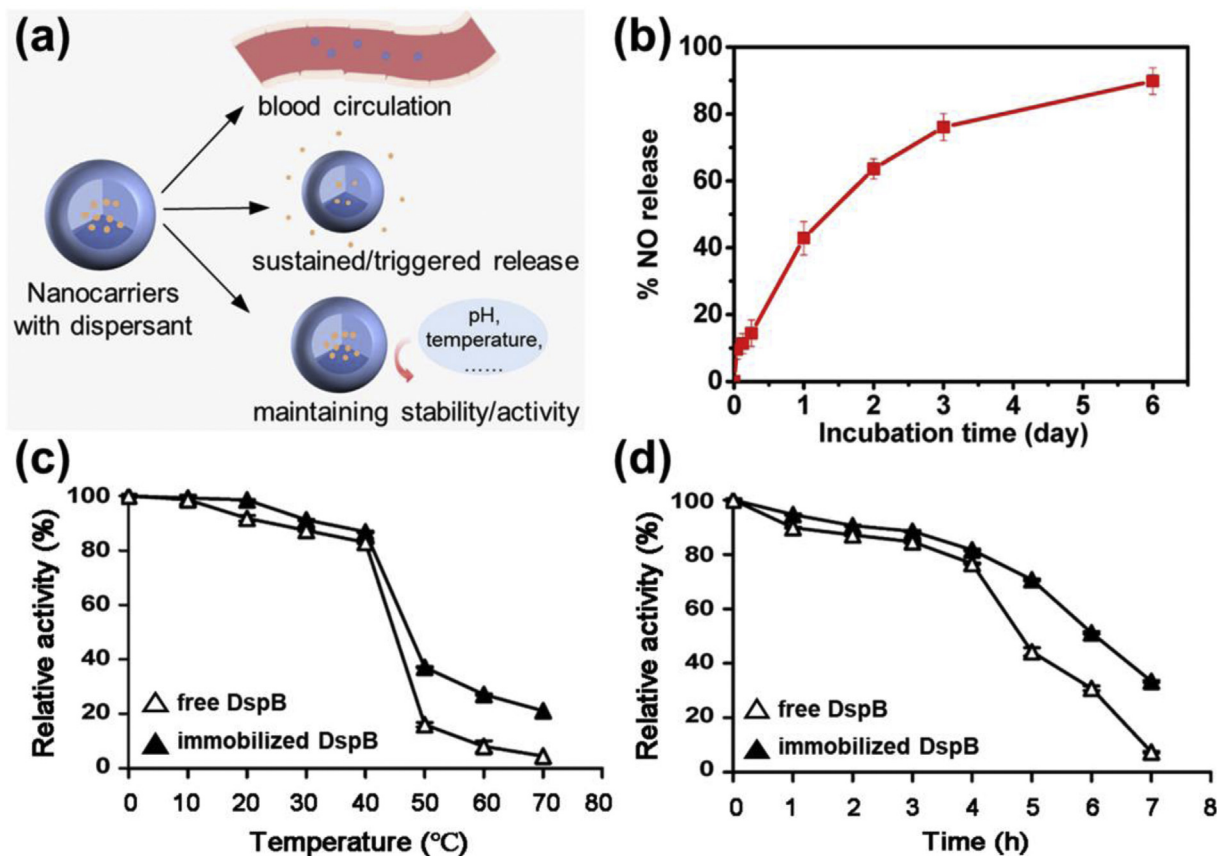 (a)
blood circulation
sustained/triggered release
Nanocarriers
with dispersant
pH,
temperature,
......
maintaining stability/activity
(b)
% NO release
100
80
60
40
20
0
0 1 2 3 4 5 6
Incubation time (day)
(c)
Relative activity (%)
100
80
60
40
20
0
free DspB
immobilized DspB
0 10 20 30 40 50 60 70 80
Temperature (℃)
(d)
Relative activity (%)
100
80
60
40
20
0
free DspB
immobilized DspB
0 1 2 3 4 5 6 7 8
Time (h)